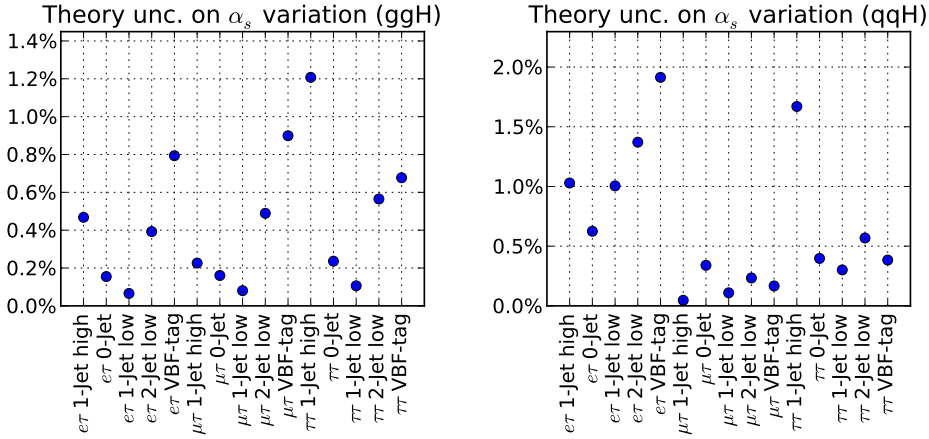 Theory unc. on αs variation (ggH)
1.4%
1.2%
1.0%
0.8%
0.6%
0.4%
0.2%
0.0%
eτ 1-Jet high
eτ 0-Jet
eτ 1-Jet low
eτ 2-Jet low
eτ VBF-tag
μτ 1-Jet high
μτ 0-Jet
μτ 1-Jet low
μτ 2-Jet low
μτ VBF-tag
ττ 1-Jet high
ττ 0-Jet
ττ 1-Jet low
ττ 2-Jet low
ττ VBF-tag
Theory unc. on αs variation (qqH)
2.0%
1.5%
1.0%
0.5%
0.0%
eτ 1-Jet high
eτ 0-Jet
eτ 1-Jet low
eτ 2-Jet low
eτ VBF-tag
μτ 1-Jet high
μτ 0-Jet
μτ 1-Jet low
μτ 2-Jet low
μτ VBF-tag
ττ 1-Jet high
ττ 0-Jet
ττ 1-Jet low
ττ 2-Jet low
ττ VBF-tag